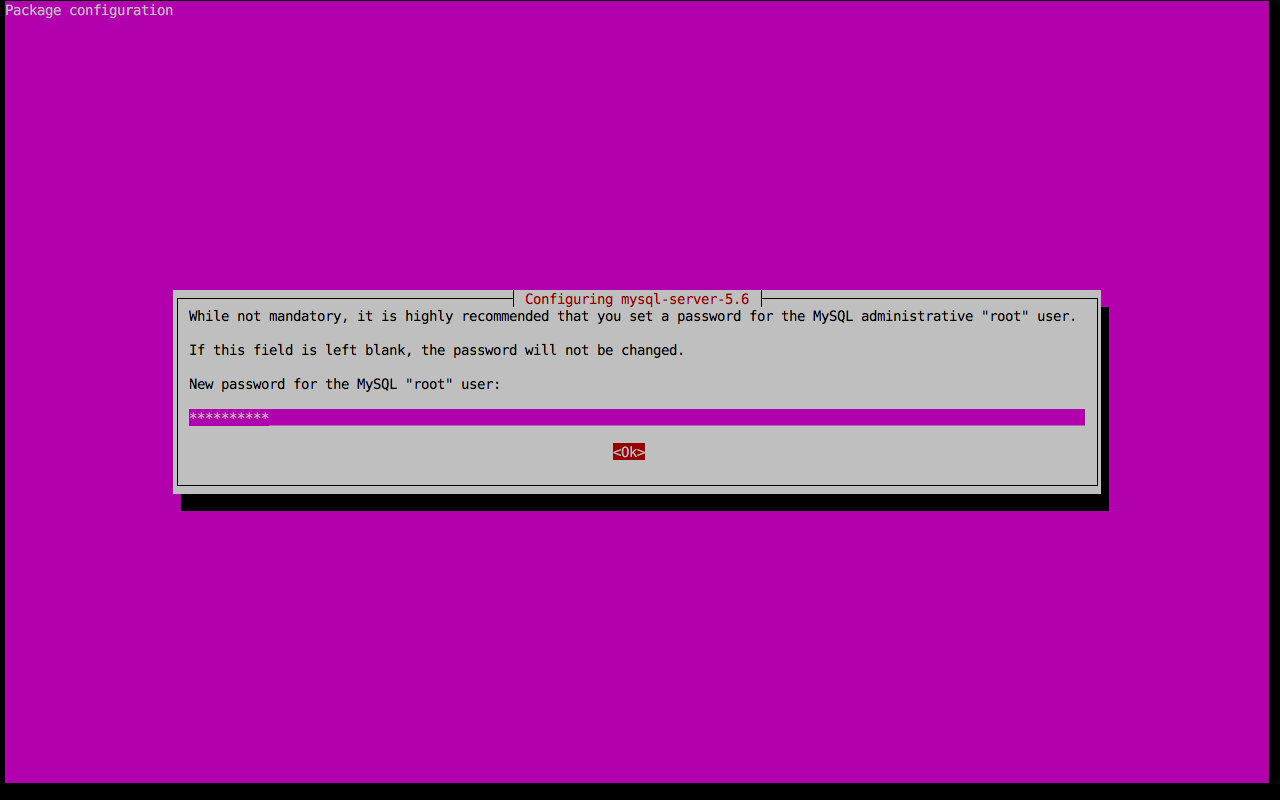 Package configuration
Configuring mysql-server-5.6
While not mandatory, it is highly recommended that you set a password for the MySQL administrative "root" user.
If this field is left blank, the password will not be changed.
New password for the MySQL "root" user:
**********
<Ok>